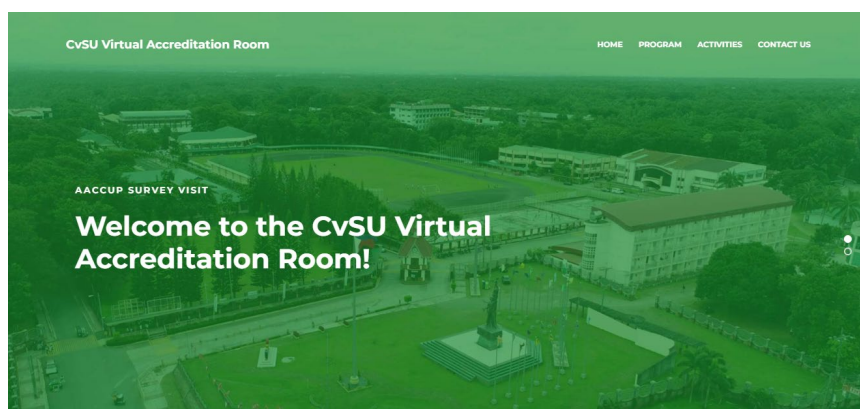 CvSU Virtual Accreditation Room
HOME PROGRAM ACTIVITIES CONTACT US
AACCUP SURVEY VISIT
Welcome to the CvSU Virtual
Accreditation Room!